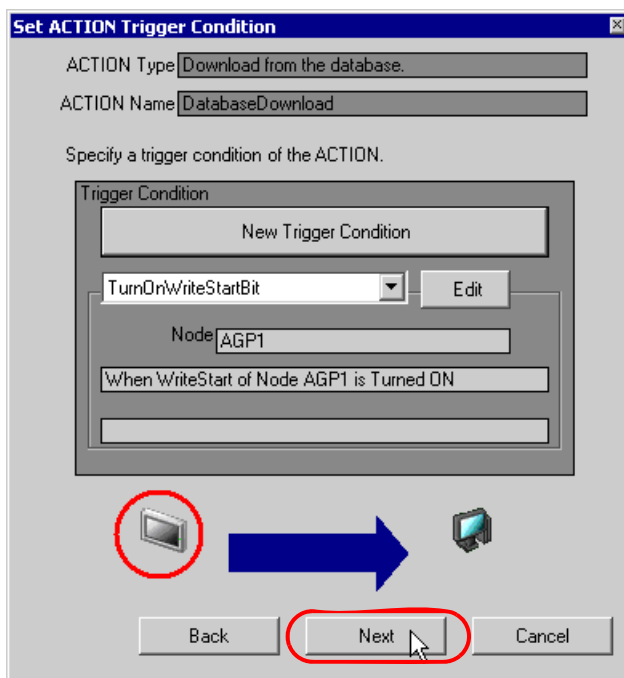 Set ACTION Trigger Condition
ACTION Type Download from the database.
ACTION Name DatabaseDownload
Specify a trigger condition of the ACTION.
Trigger Condition
New Trigger Condition
TurnOnWriteStartBit Edit
Node AGP1
When WriteStart of Node AGP1 is Turned ON
Back Next Cancel